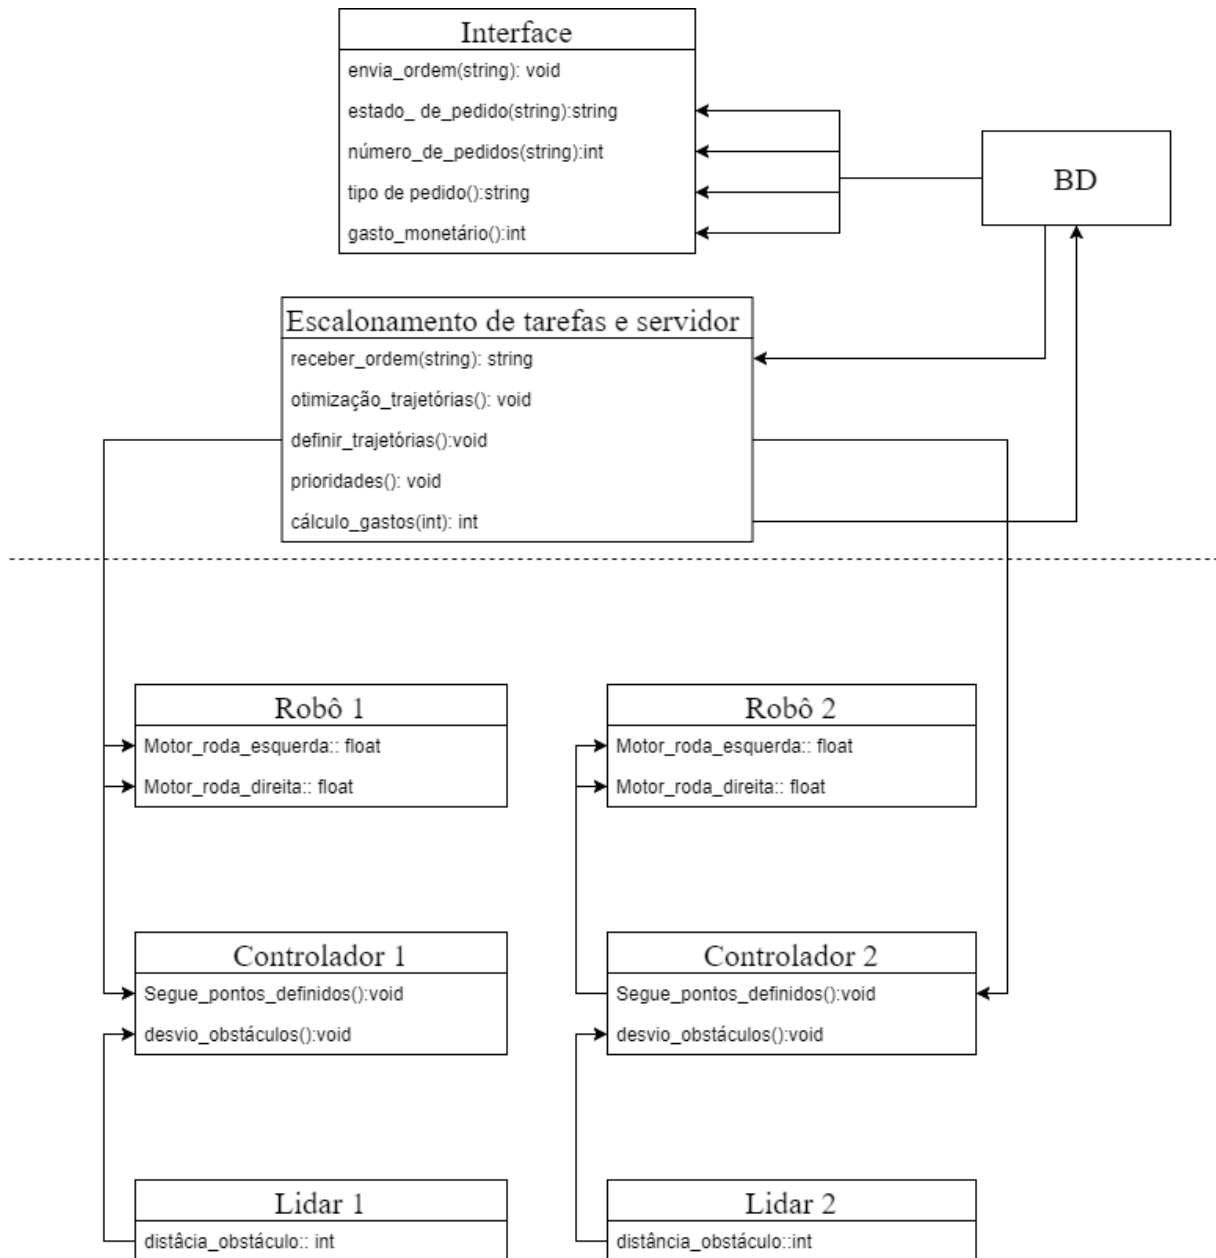 Interface
envia_ordem(string): void
estado_ de_pedido(string):string
número_de_pedidos(string):int
tipo de pedido():string
gasto_monetário():int
BD
Escalonamento de tarefas e servidor
receber_ordem(string): string
otimização_trajetórias(): void
definir_trajetórias():void
prioridades(): void
cálculo_gastos(int): int
Robô 1
Motor_roda_esquerda:: float
Motor_roda_direita:: float
Robô 2
Motor_roda_esquerda:: float
Motor_roda_direita:: float
Controlador 1
Segue_pontos_definidos():void
desvio_obstáculos():void
Controlador 2
Segue_pontos_definidos():void
desvio_obstáculos():void
Lidar 1
distâcia_obstáculo:: int
Lidar 2
distância_obstáculo::int